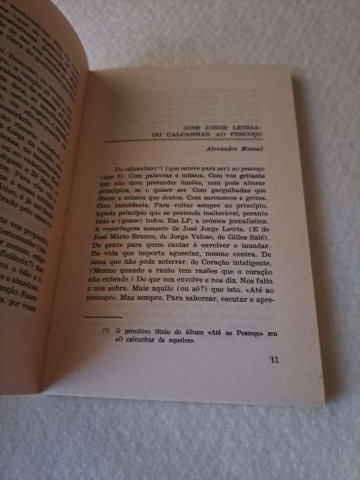 JOSÉ JORGE LETRIA:
DO CALCANHAR AO PESCOÇO
Alexandre Manuel
Do calcanhar(¹) (que esteve para ser) ao pescoço
(que é). Com palavras e música. Com voz gritante
que não deve pretender ilusões, nem pode alterar
princípios, se o quiser ser. Com gargalhadas que
dizem e música que destoa. Com sarcasmos e gritos.
Com insistência. Para voltar sempre ao princípio,
àquele princípio que se pretende inalterável, perante
tudo, quase todos. Em LP, a crónica jornalística.
A reportagem sonante de José Jorge Letria. (E de
José Mário Branco, de Jorge Veloso, de Gilles Salé).
De gente para quem cantar é envolver e inundar.
De vida que importa aguentar, mesmo contra. De
lama que não pode soterrar. de Coração inteligente.
(Mesmo quando a razão tem razões que o coração
não entende.) Do que nos envolve e nos diz. Nos falta
e nos sobra. Mais aquilo (ou só?) que isto. «Até ao
pescoço». Mas sempre. Para saborear, escutar e apre-
(¹) O primitivo título do álbum «Até ao Pescoço» era
«O calcanhar de aqueles».
11